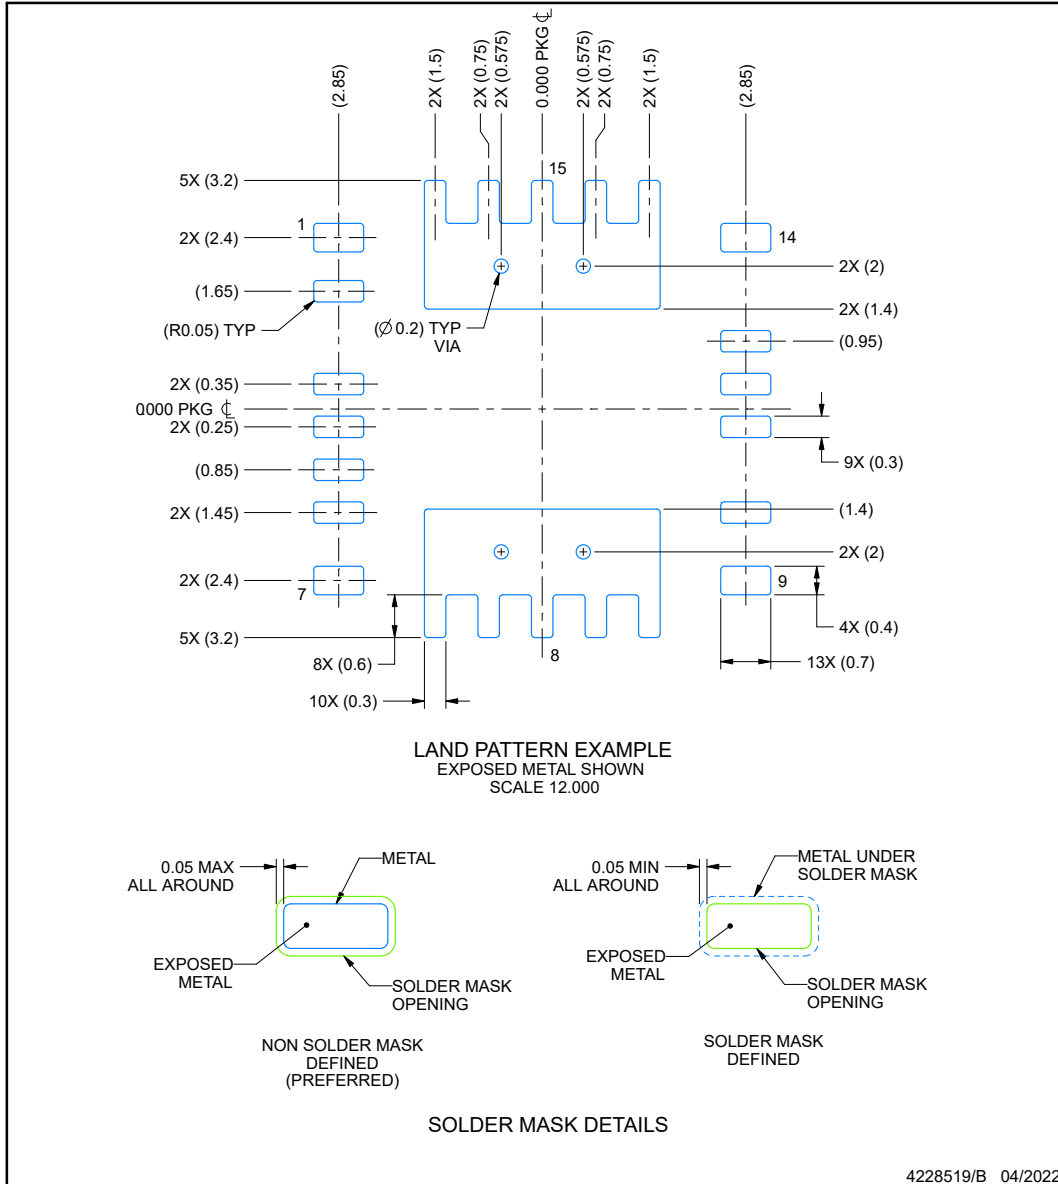 (2.85)
2X (1.5)
2X (0.75)
2X (0.575)
0.000 PKG ℄
2X (0.575)
2X (0.75)
2X (1.5)
(2.85)
15
5X (3.2)
1
2X (2.4)
14
2X (2)
(1.65)
2X (1.4)
(R0.05) TYP
(Ø 0.2) TYP
VIA
(0.95)
2X (0.35)
0.000 PKG ℄
2X (0.25)
9X (0.3)
(0.85)
2X (1.45)
(1.4)
2X (2)
2X (2.4)
7
9
4X (0.4)
5X (3.2)
8
8X (0.6)
13X (0.7)
10X (0.3)
LAND PATTERN EXAMPLE
EXPOSED METAL SHOWN
SCALE 12.000
0.05 MAX
ALL AROUND
METAL
EXPOSED
METAL
SOLDER MASK
OPENING
NON SOLDER MASK
DEFINED
(PREFERRED)
0.05 MIN
ALL AROUND
METAL UNDER
SOLDER MASK
EXPOSED
METAL
SOLDER MASK
OPENING
SOLDER MASK
DEFINED
SOLDER MASK DETAILS
4228519/B 04/2022